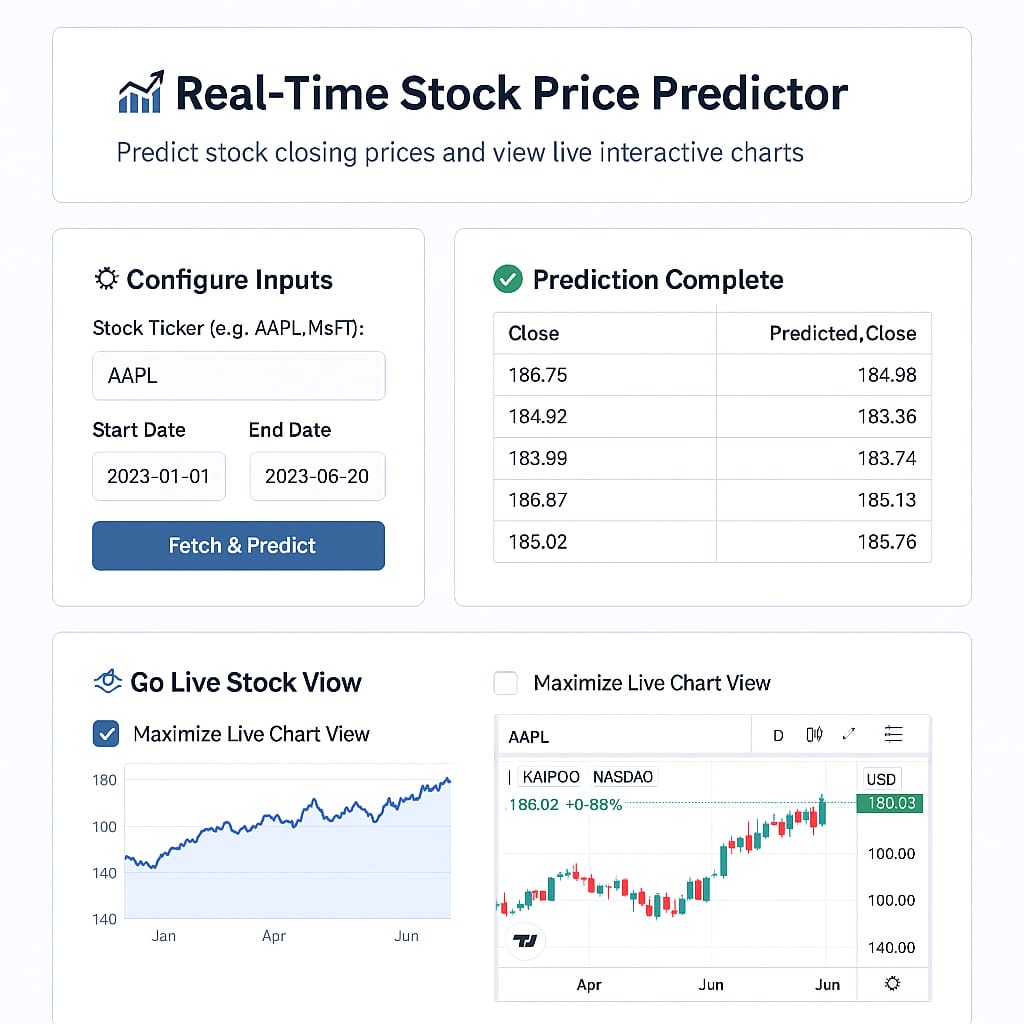 Real-Time Stock Price Predictor
Predict stock closing prices and view live interactive charts
Configure Inputs
Stock Ticker (e.g. AAPL,MsFT):
AAPL
Start Date End Date
2023-01-01 2023-06-20
Fetch & Predict
Prediction Complete
Close Predicted,Close
186.75 184.98
184.92 183.36
183.99 183.74
186.87 185.13
185.02 185.76
Go Live Stock Viow
Maximize Live Chart View
180
100
140
140
Jan Apr Jun
Maximize Live Chart View
AAPL D
KAIPOO NASDAO USD
186.02 +0-88% 180.03
100.00
100.00
140.00
Apr Jun Jun